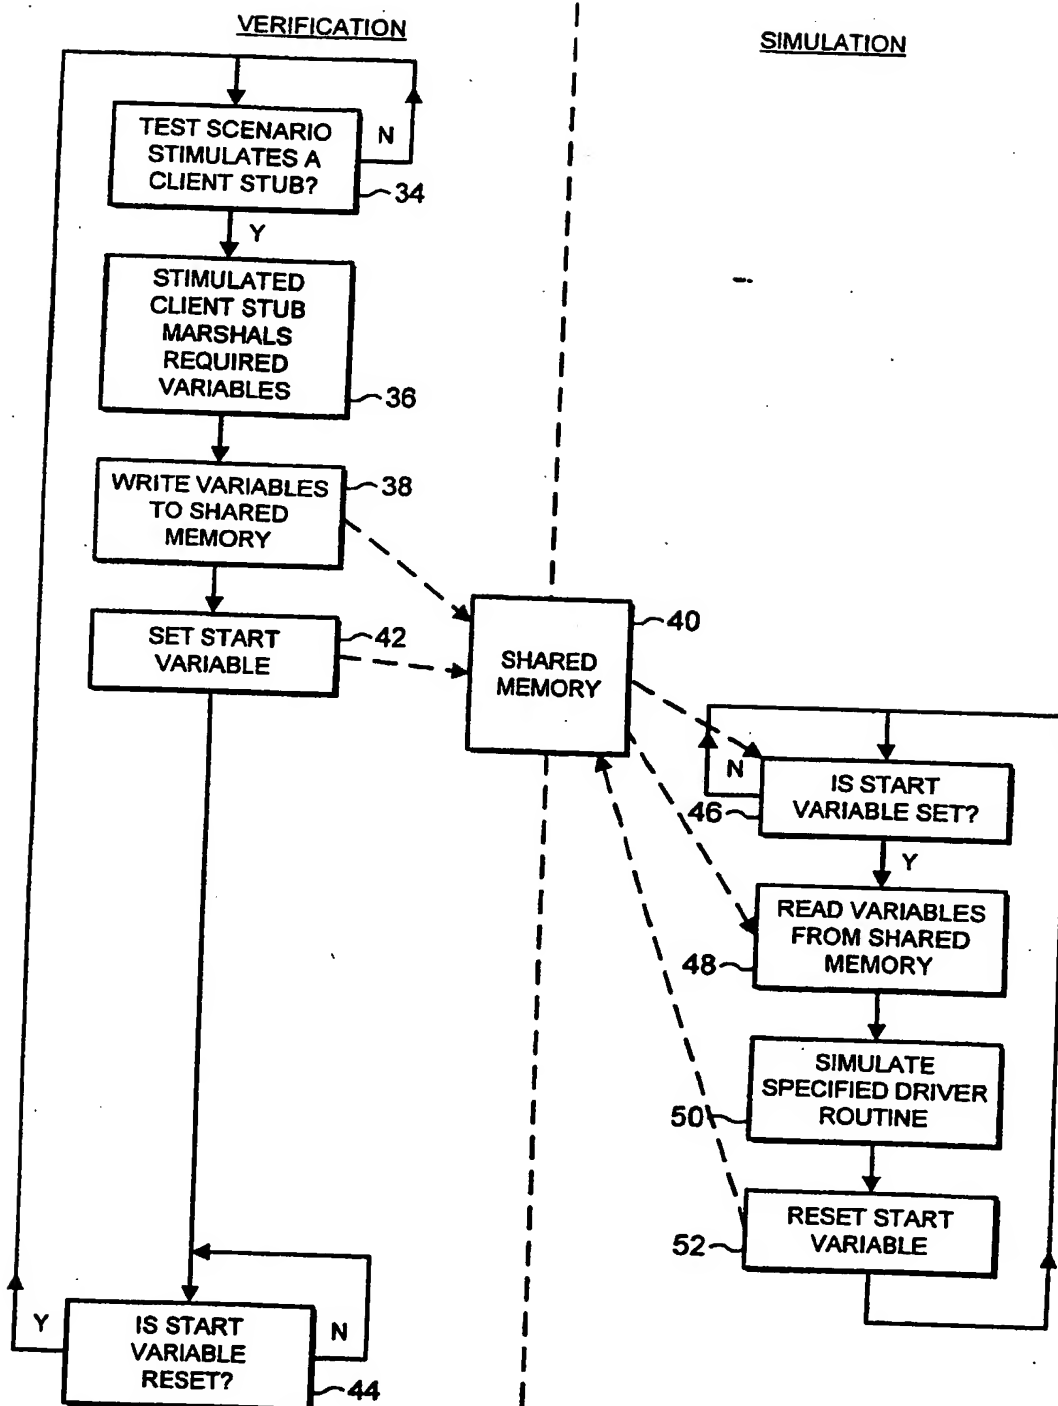 VERIFICATION
SIMULATION
TEST SCENARIO
STIMULATES A
CLIENT STUB?
N
34
Y
STIMULATED
CLIENT STUB
MARSHALS
REQUIRED
VARIABLES
36
WRITE VARIABLES
TO SHARED
MEMORY
38
SET START
VARIABLE
42
SHARED
MEMORY
40
N
IS START
VARIABLE SET?
46
Y
READ VARIABLES
FROM SHARED
MEMORY
48
SIMULATE
SPECIFIED DRIVER
ROUTINE
50
RESET START
VARIABLE
52
Y
IS START
VARIABLE
RESET?
N
44